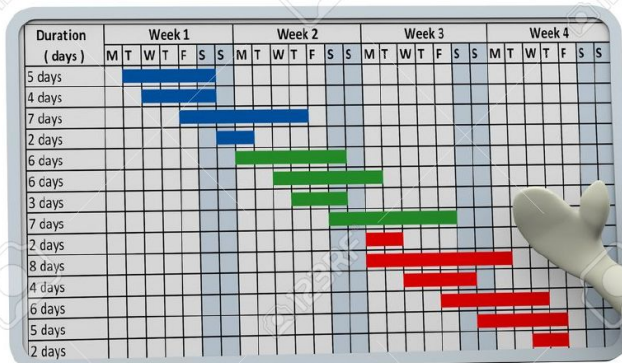 Duration Week 1 Week 2 Week 3 Week 4
( days ) M T W T F S S M T W T F S S M T W T F S S M T W T F S S
5 days
4 days
7 days
2 days
6 days
6 days
3 days
7 days
2 days
8 days
4 days
6 days
5 days
2 days
123RF